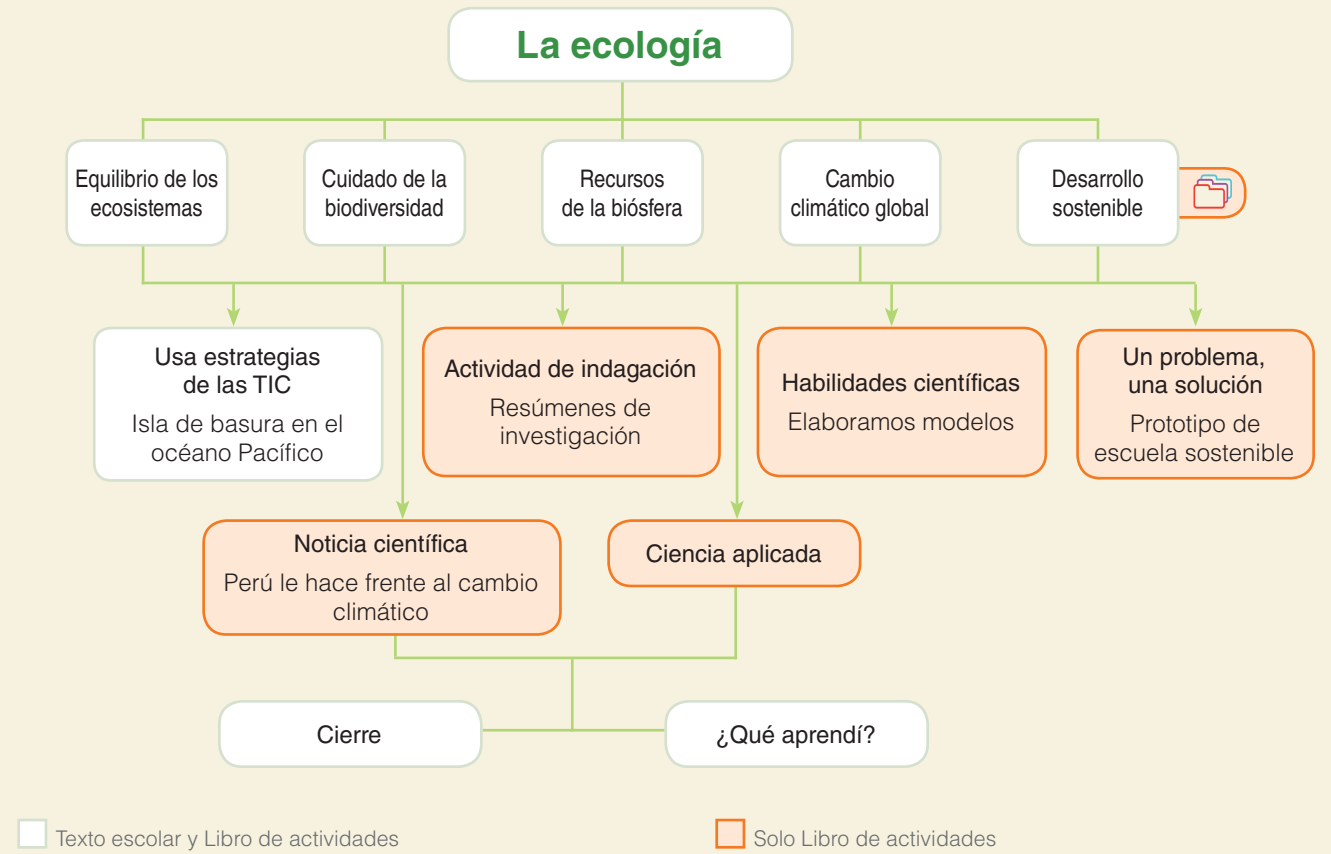 La ecología
Equilibrio de los
ecosistemas
Cuidado de la
biodiversidad
Recursos
de la biósfera
Cambio
climático global
Desarrollo
sostenible
Usa estrategias
de las TIC
Isla de basura en el
océano Pacífico
Actividad de indagación
Resúmenes de
investigación
Habilidades científicas
Elaboramos modelos
Un problema,
una solución
Prototipo de
escuela sostenible
Noticia científica
Perú le hace frente al cambio
climático
Ciencia aplicada
Cierre
¿Qué aprendí?
Texto escolar y Libro de actividades
Solo Libro de actividades